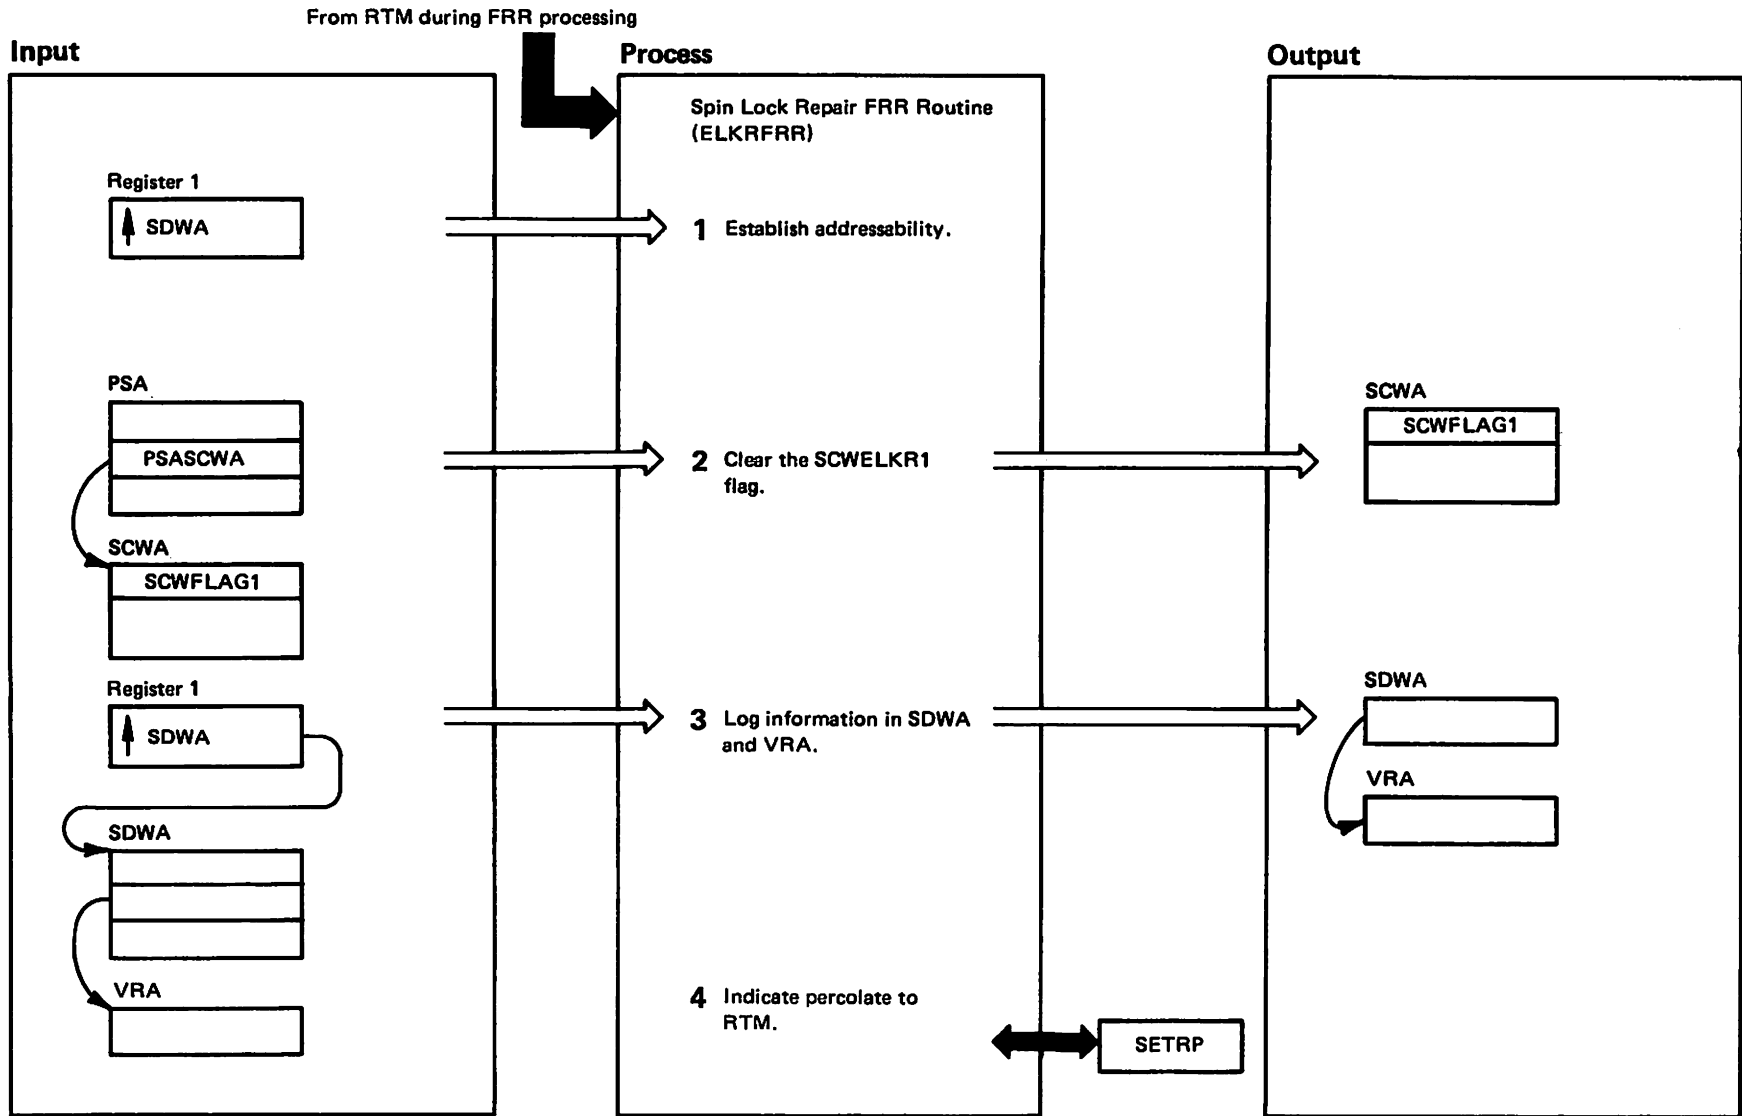 From RTM during FRR processing
Input
Process
Output
Spin Lock Repair FRR Routine
(ELKRFRR)
Register 1
SDWA
1 Establish addressability.
PSA
PSASCWA
2 Clear the SCWELKR1
flag.
SCWA
SCWFLAG1
SCWA
SCWFLAG1
Register 1
SDWA
3 Log information in SDWA
and VRA.
SDWA
VRA
SDWA
VRA
4 Indicate percolate to
RTM.
SETRP